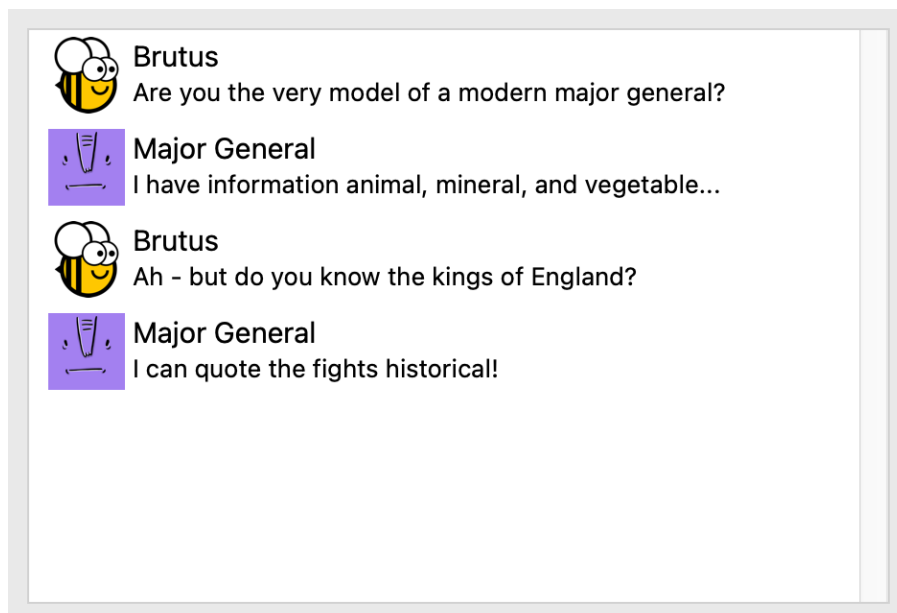 Brutus
Are you the very model of a modern major general?
Major General
I have information animal, mineral, and vegetable...
Brutus
Ah - but do you know the kings of England?
Major General
I can quote the fights historical!